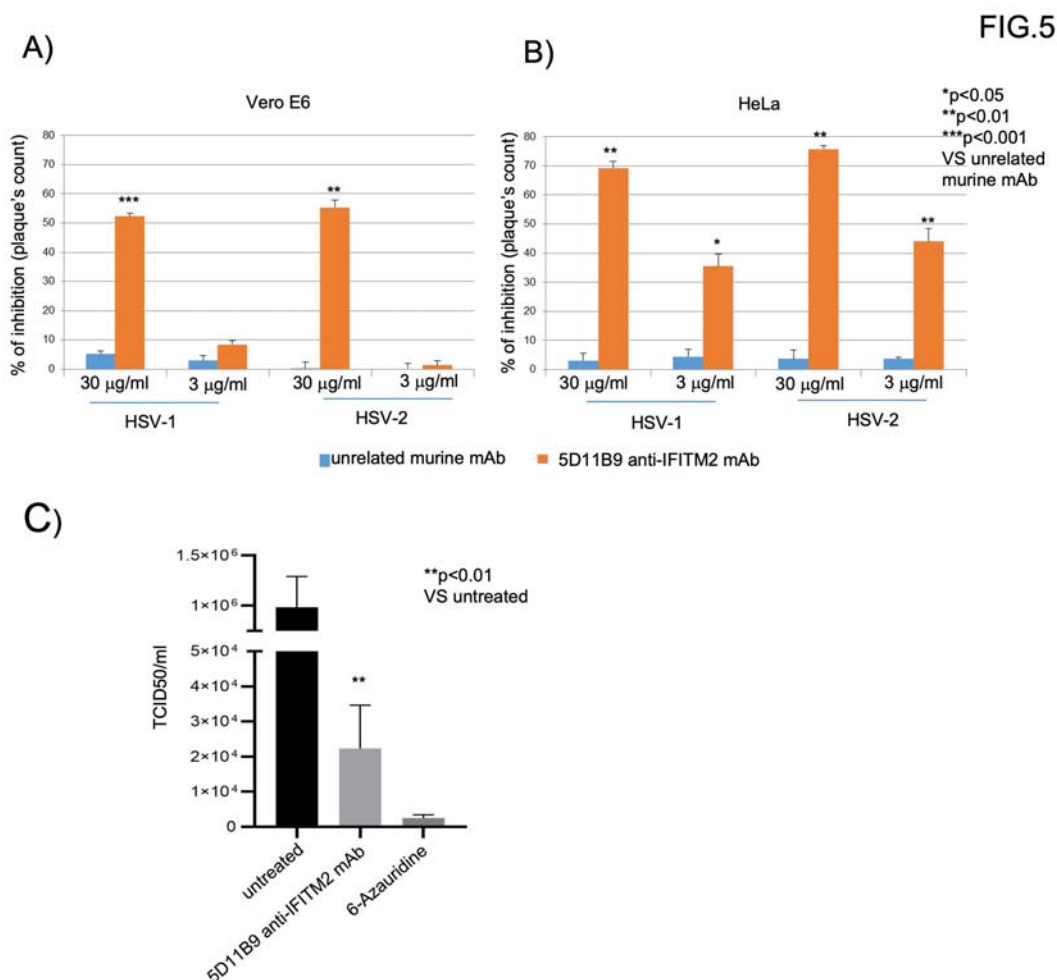 FIG.5
A)
Vero E6
% of inhibition (plaque's count)
80
70
60
50
40
30
20
10
0
***
**
30 μg/ml
3 μg/ml
30 μg/ml
3 μg/ml
HSV-1
HSV-2
B)
HeLa
*p<0.05
**p<0.01
***p<0.001
VS unrelated
murine mAb
% of inhibition (plaque's count)
80
70
60
50
40
30
20
10
0
**
*
**
**
30 μg/ml
3 μg/ml
30 μg/ml
3 μg/ml
HSV-1
HSV-2
unrelated murine mAb
5D11B9 anti-IFITM2 mAb
C)
**p<0.01
VS untreated
TCID50/ml
1.5×10⁶
1×10⁶
5×10⁴
4×10⁴
3×10⁴
2×10⁴
1×10⁴
0
**
untreated
5D11B9 anti-IFITM2 mAb
6-Azauridine